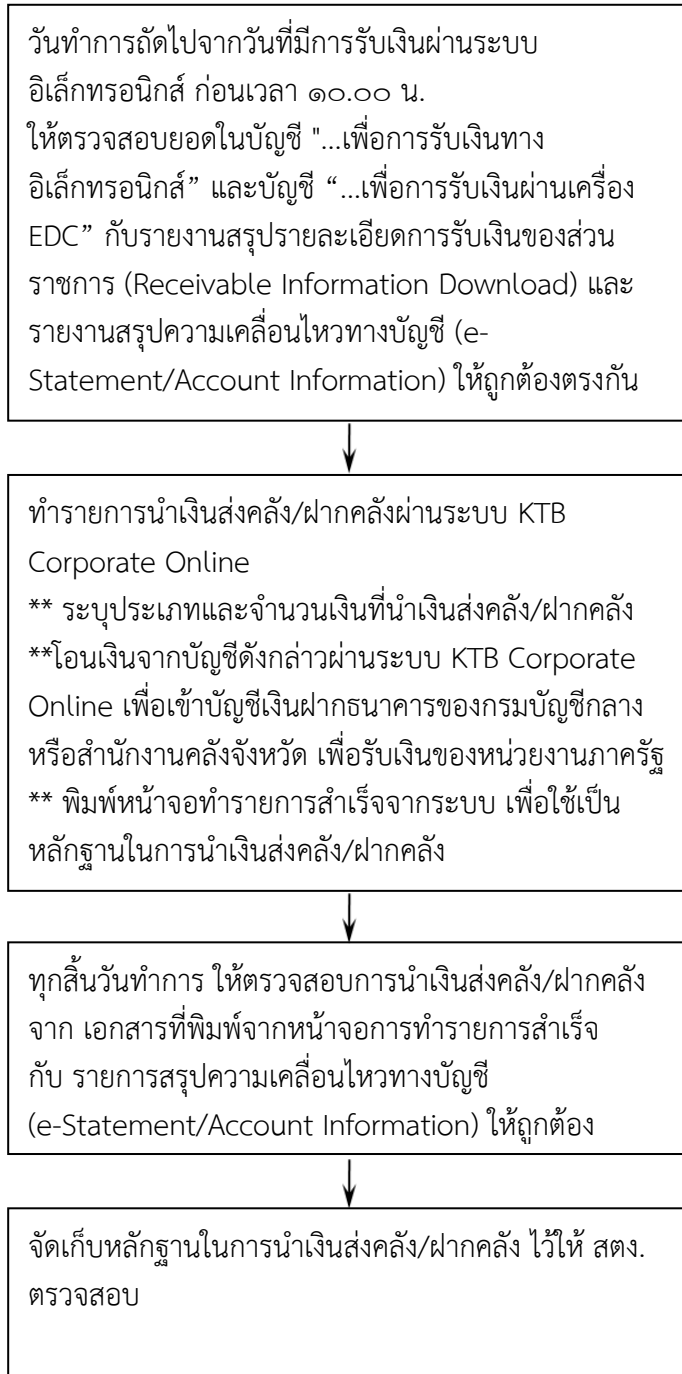 วันทำการถัดไปจากวันที่มีการรับเงินผ่านระบบ
อิเล็กทรอนิกส์ ก่อนเวลา ๑๐.๐๐ น.
ให้ตรวจสอบยอดในบัญชี "...เพื่อการรับเงินทาง
อิเล็กทรอนิกส์” และบัญชี “...เพื่อการรับเงินผ่านเครื่อง
EDC” กับรายงานสรุปรายละเอียดการรับเงินของส่วน
ราชการ (Receivable Information Download) และ
รายงานสรุปความเคลื่อนไหวทางบัญชี (e-
Statement/Account Information) ให้ถูกต้องตรงกัน
ทำรายการนำเงินส่งคลัง/ฝากคลังผ่านระบบ KTB
Corporate Online
** ระบุประเภทและจำนวนเงินที่นำเงินส่งคลัง/ฝากคลัง
**โอนเงินจากบัญชีดังกล่าวผ่านระบบ KTB Corporate
Online เพื่อเข้าบัญชีเงินฝากธนาคารของกรมบัญชีกลาง
หรือสำนักงานคลังจังหวัด เพื่อรับเงินของหน่วยงานภาครัฐ
** พิมพ์หน้าจอทำรายการสำเร็จจากระบบ เพื่อใช้เป็น
หลักฐานในการนำเงินส่งคลัง/ฝากคลัง
ทุกสิ้นวันทำการ ให้ตรวจสอบการนำเงินส่งคลัง/ฝากคลัง
จาก เอกสารที่พิมพ์จากหน้าจอการทำรายการสำเร็จ
กับ รายการสรุปความเคลื่อนไหวทางบัญชี
(e-Statement/Account Information) ให้ถูกต้อง
จัดเก็บหลักฐานในการนำเงินส่งคลัง/ฝากคลัง ไว้ให้ สตง.
ตรวจสอบ